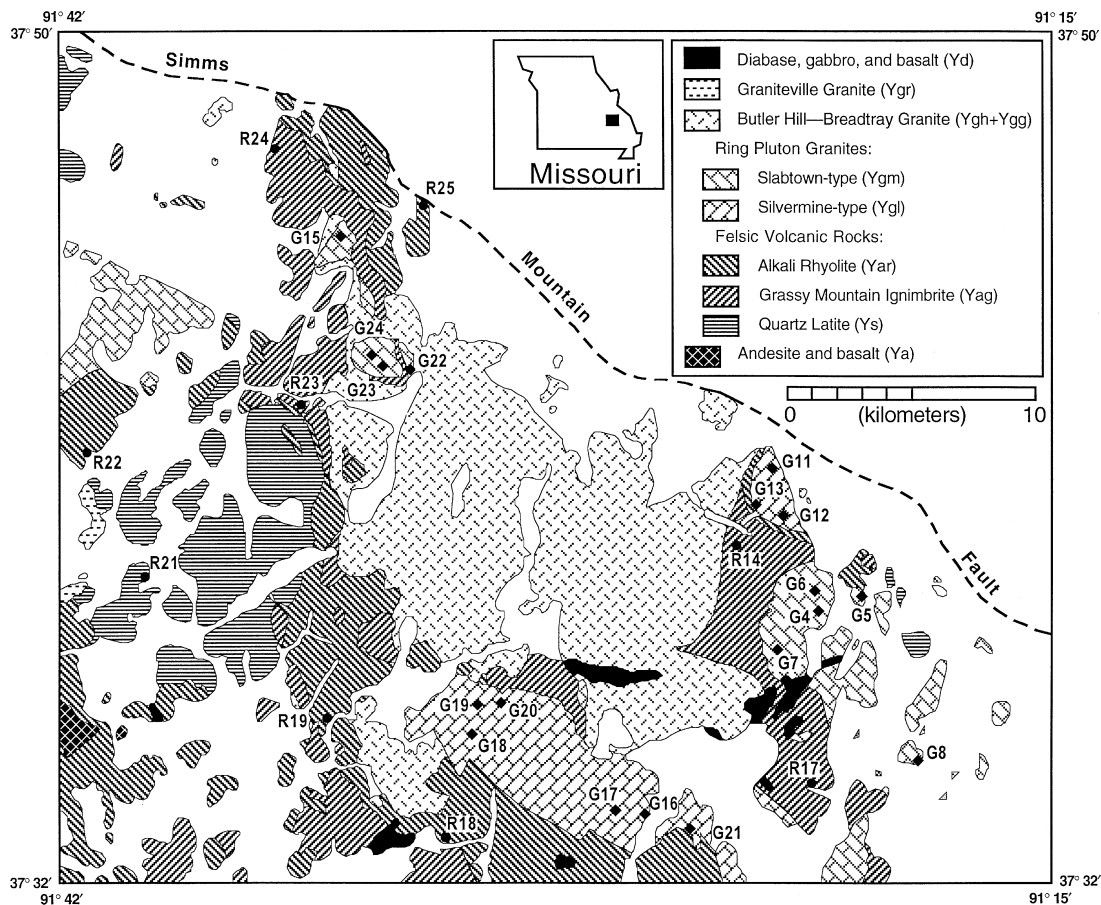 91° 42'
91° 15'
37° 50'
37° 50'
Simms
Mountain
Fault
Missouri
Diabase, gabbro, and basalt (Yd)
Graniteville Granite (Ygr)
Butler Hill—Breadtray Granite (Ygh+Ygg)
Ring Pluton Granites:
Slabtown-type (Ygm)
Silvermine-type (Ygl)
Felsic Volcanic Rocks:
Alkali Rhyolite (Yar)
Grassy Mountain Ignimbrite (Yag)
Quartz Latite (Ys)
Andesite and basalt (Ya)
0 (kilometers) 10
R24
R25
G15
G24
G22
R23
G23
R22
G11
G13
G12
R14
R21
G6
G4
G5
G7
G19
G20
R19
G18
G8
R17
G17
G16
R18
G21
37° 32'
37° 32'
91° 42'
91° 15'